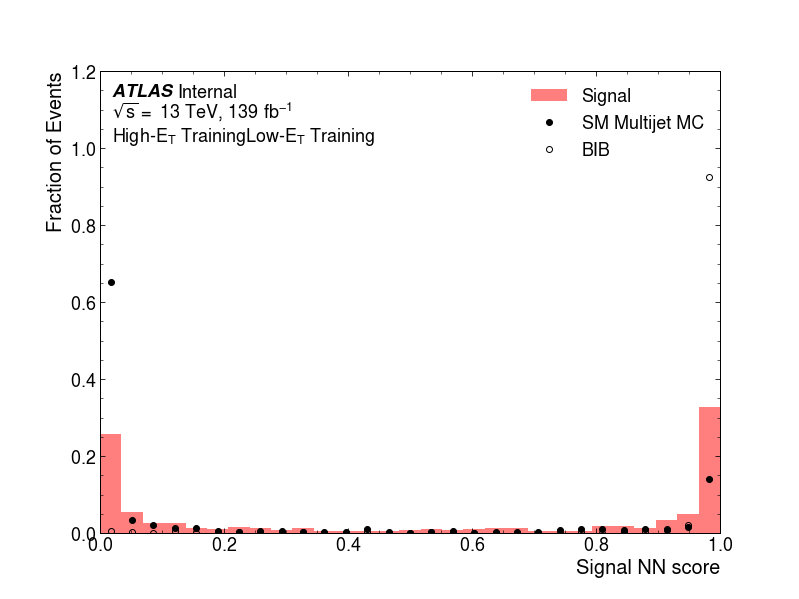 ATLAS Internal
√s = 13 TeV, 139 fb⁻¹
High-E_T TrainingLow-E_T Training
Signal
SM Multijet MC
BIB
Fraction of Events
1.2
1.0
0.8
0.6
0.4
0.2
0.0
0.0 0.2 0.4 0.6 0.8 1.0
Signal NN score